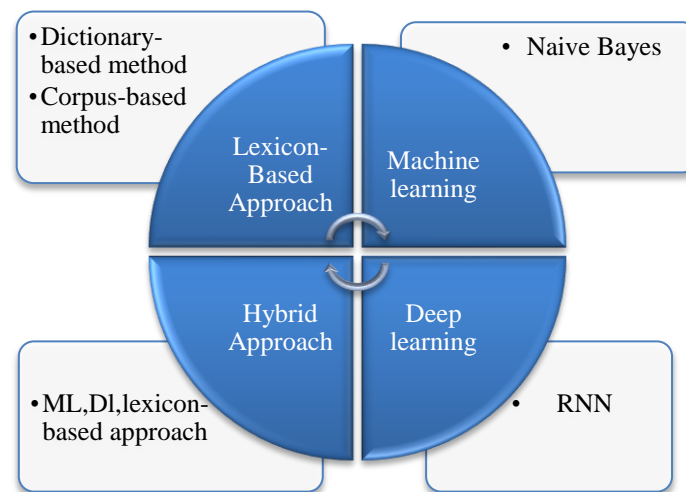 •Dictionary-
based method
•Corpus-based
method
• Naive Bayes
Lexicon-
Based
Approach
Machine
learning
Hybrid
Approach
Deep
learning
•ML,Dl,lexicon-
based approach
• RNN